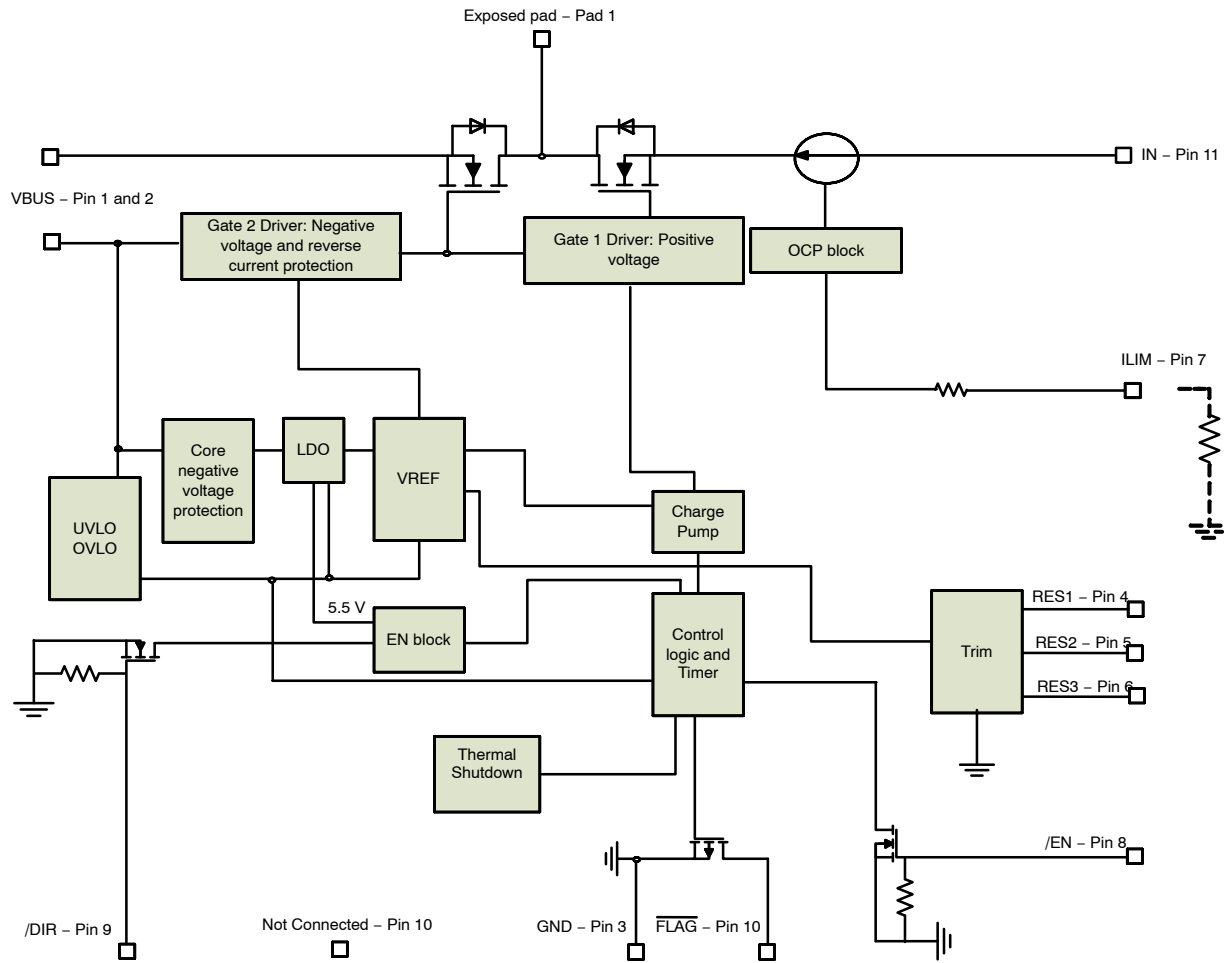 Exposed pad – Pad 1
IN – Pin 11
VBUS – Pin 1 and 2
Gate 2 Driver: Negative
voltage and reverse
current protection
Gate 1 Driver: Positive
voltage
OCP block
ILIM – Pin 7
Core
negative
voltage
protection
LDO
VREF
UVLO
OVLO
Charge
Pump
5.5 V
EN block
Control
logic and
Timer
Trim
RES1 – Pin 4
RES2 – Pin 5
RES3 – Pin 6
Thermal
Shutdown
/EN – Pin 8
/DIR – Pin 9
Not Connected – Pin 10
GND – Pin 3
FLAG – Pin 10